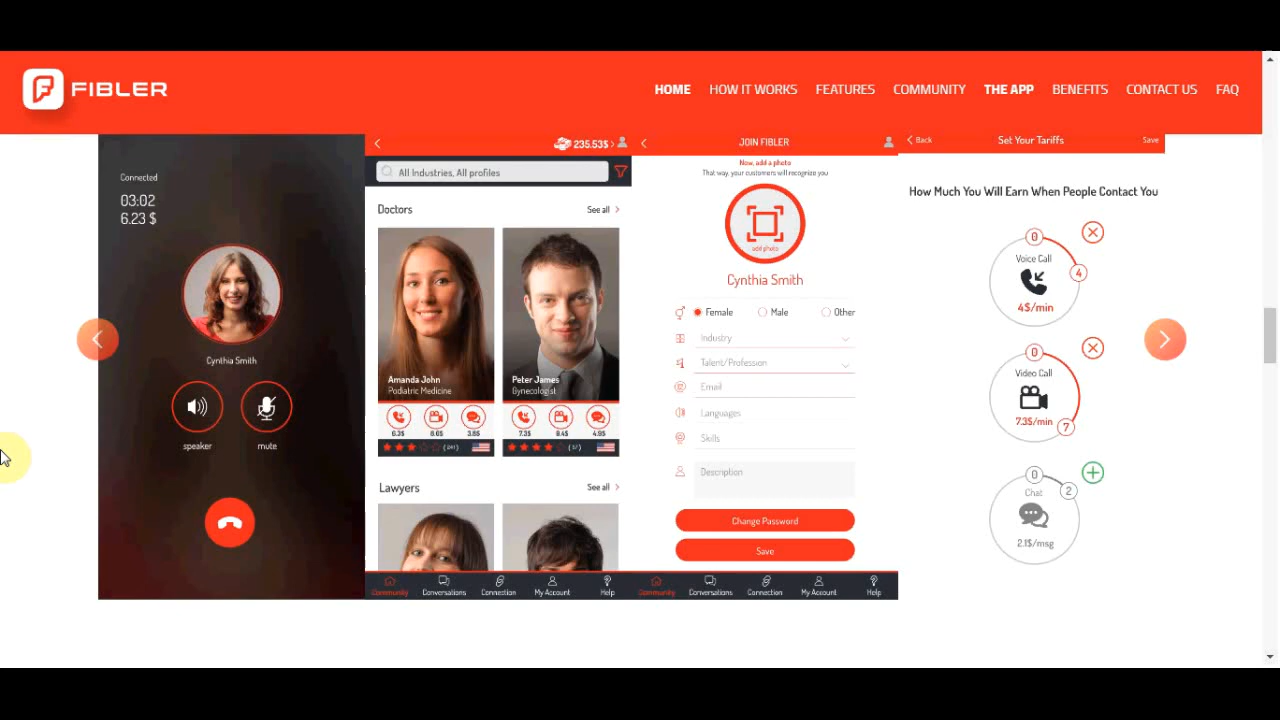 FIBLER
HOME HOW IT WORKS FEATURES COMMUNITY THE APP BENEFITS CONTACT US FAQ
Connected
03:02
6.23 $
Cynthia Smith
speaker mute
235.53$
All Industries, All profiles
Doctors See all
Amanda John
Podiatric Medicine
Peter James
Gynecologist
Lawyers See all
Community Conversations Connection My Account Help
JOIN FIBLER
Now, add a photo
That way, your customers will recognize you
add photo
Cynthia Smith
Female Male Other
Industry
Talent/Profession
Email
Languages
Skills
Description
Change Password
Save
Community Conversations Connection My Account Help
Back Set Your Tariffs Save
How Much You Will Earn When People Contact You
0
Voice Call
4
4$/min
0
Video Call
7.3$/min
7
0
Chat
2
2.1$/msg